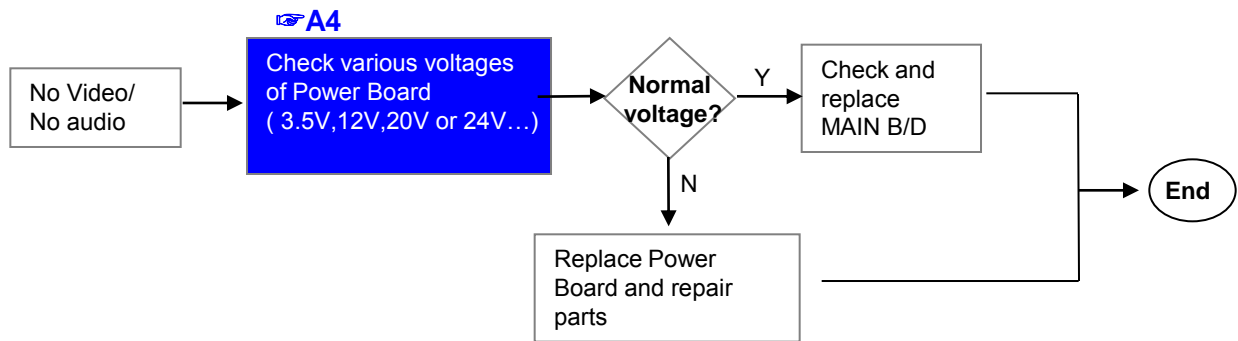 ☞A4
No Video/
No audio
Check various voltages
of Power Board
( 3.5V,12V,20V or 24V…)
Normal
voltage?
Y
Check and
replace
MAIN B/D
N
Replace Power
Board and repair
parts
End